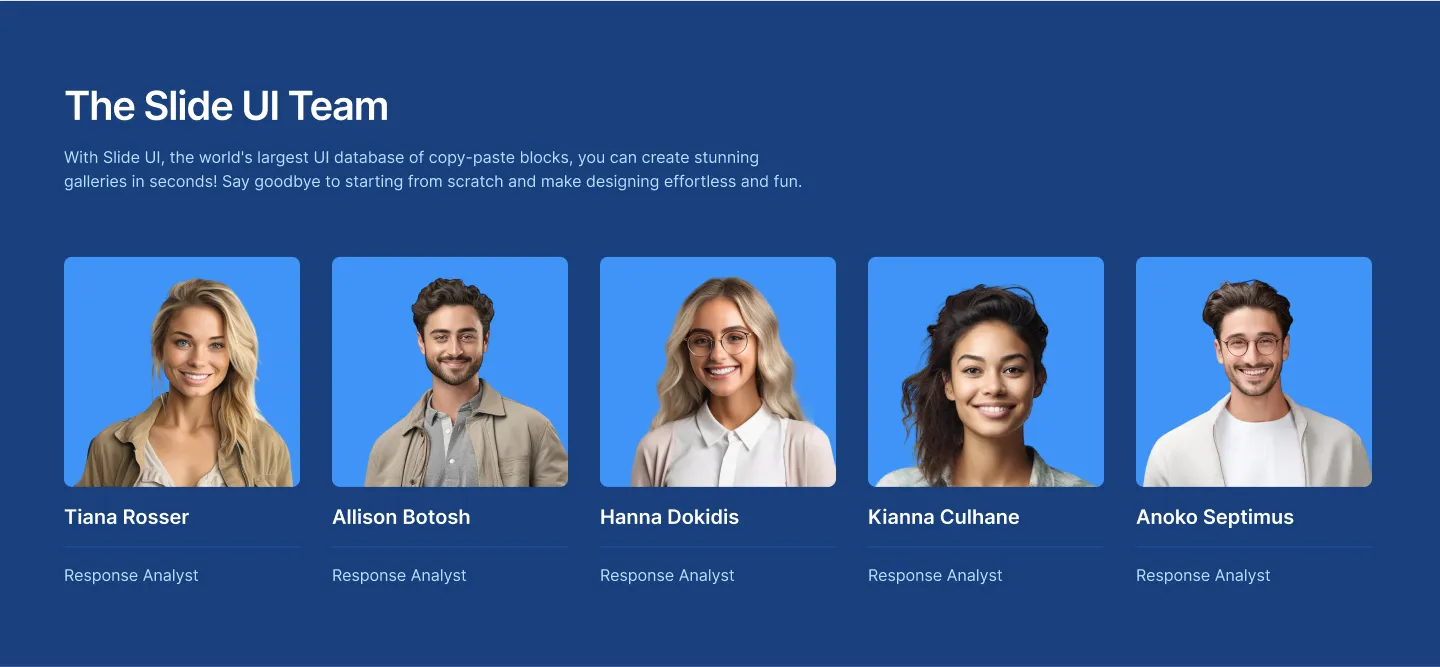 The Slide UI Team
With Slide UI, the world's largest UI database of copy-paste blocks, you can create stunning
galleries in seconds! Say goodbye to starting from scratch and make designing effortless and fun.
Tiana Rosser
Response Analyst
Allison Botosh
Response Analyst
Hanna Dokidis
Response Analyst
Kianna Culhane
Response Analyst
Anoko Septimus
Response Analyst